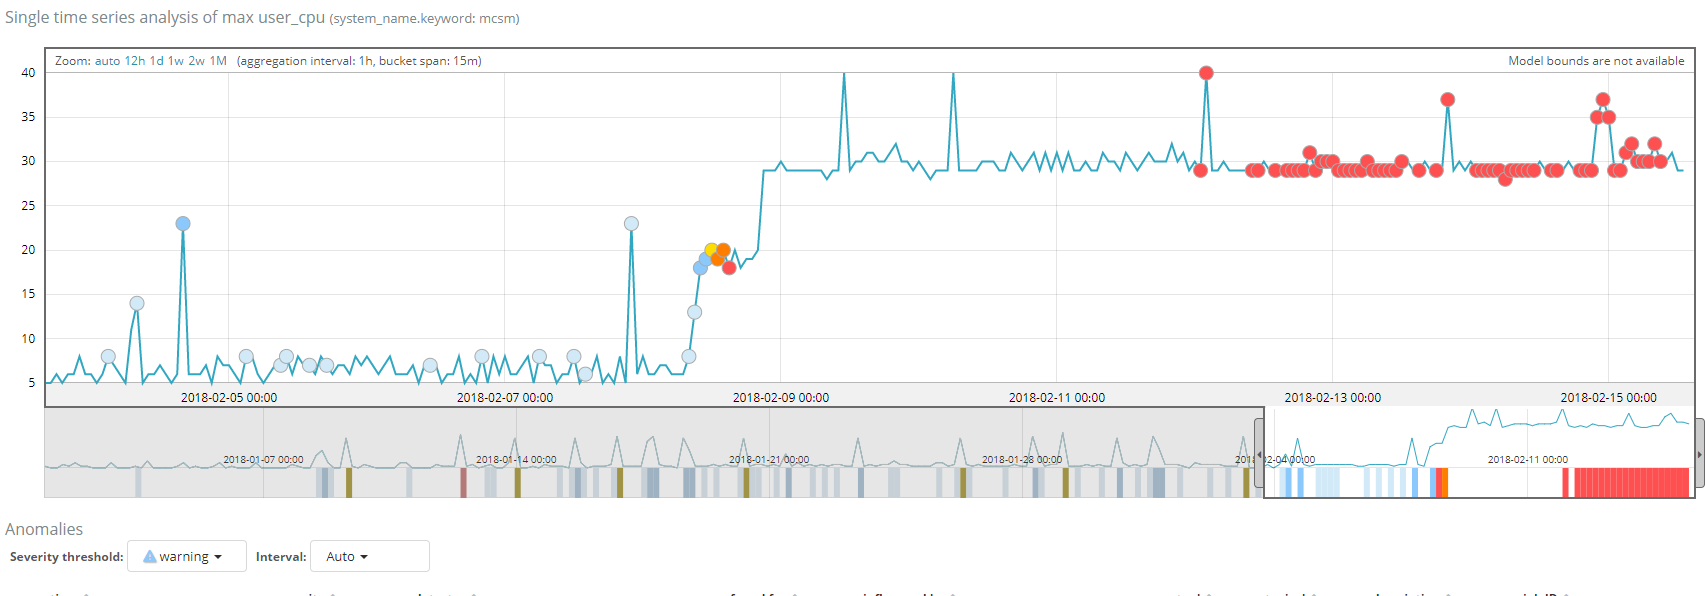 Single time series analysis of max user_cpu (system_name.keyword: mcsm)
Zoom: auto 12h 1d 1w 2w 1M (aggregation interval: 1h, bucket span: 15m) Model bounds are not available
40
35
30
25
20
15
10
5
2018-02-05 00:00 2018-02-07 00:00 2018-02-09 00:00 2018-02-11 00:00 2018-02-13 00:00 2018-02-15 00:00
2018-01-07 00:00 2018-01-14 00:00 2018-01-21 00:00 2018-01-28 00:00 2018-02-04 00:00 2018-02-11 00:00
Anomalies
Severity threshold: warning Interval: Auto